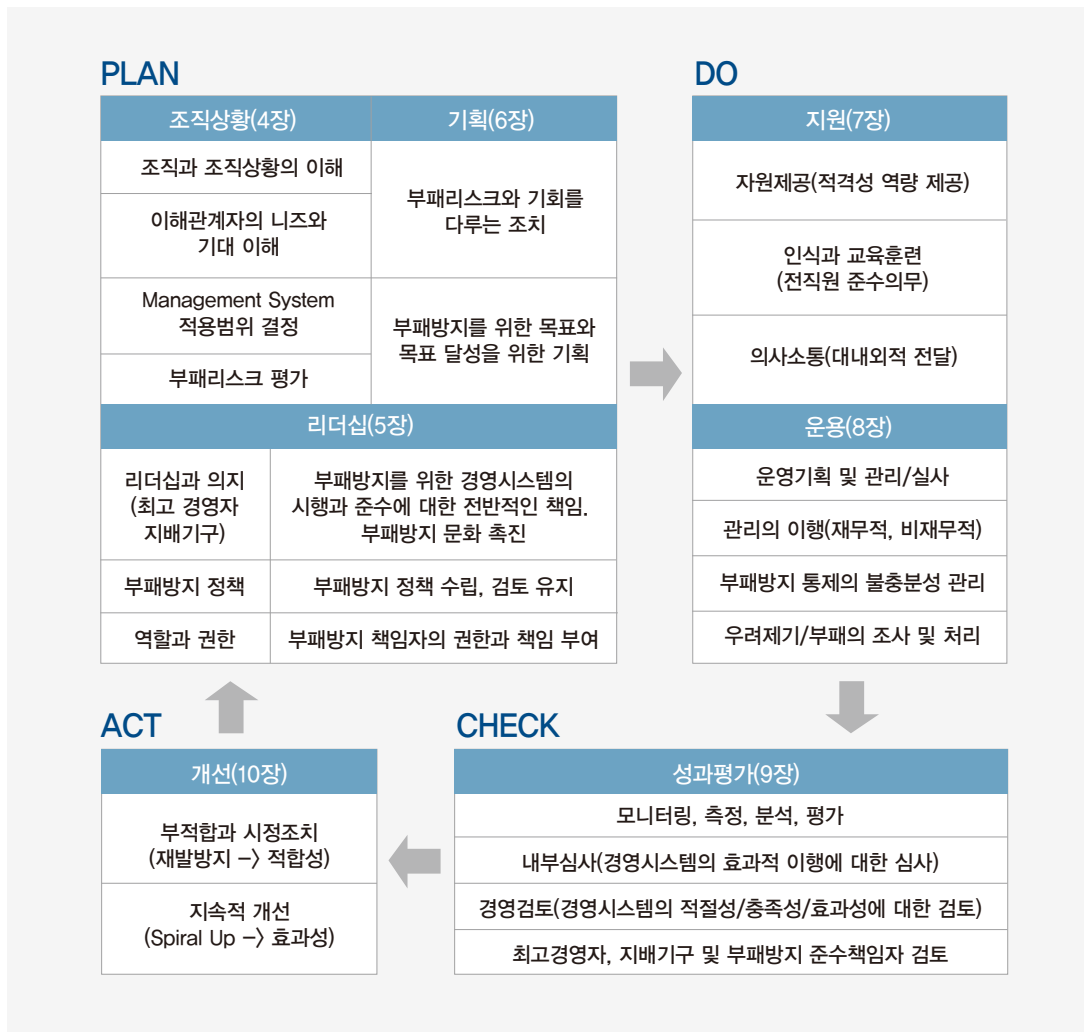 PLAN
조직상황(4장)
기획(6장)
조직과 조직상황의 이해
이해관계자의 니즈와
기대 이해
Management System
적용범위 결정
부패리스크 평가
부패리스크와 기회를
다루는 조치
부패방지를 위한 목표와
목표 달성을 위한 기획
리더십(5장)
리더십과 의지
(최고 경영자
지배기구)
부패방지를 위한 경영시스템의
시행과 준수에 대한 전반적인 책임.
부패방지 문화 촉진
부패방지 정책
부패방지 정책 수립, 검토 유지
역할과 권한
부패방지 책임자의 권한과 책임 부여
DO
지원(7장)
자원제공(적격성 역량 제공)
인식과 교육훈련
(전직원 준수의무)
의사소통(대내외적 전달)
운용(8장)
운영기획 및 관리/실사
관리의 이행(재무적, 비재무적)
부패방지 통제의 불충분성 관리
우려제기/부패의 조사 및 처리
CHECK
성과평가(9장)
모니터링, 측정, 분석, 평가
내부심사(경영시스템의 효과적 이행에 대한 심사)
경영검토(경영시스템의 적절성/충족성/효과성에 대한 검토)
최고경영자, 지배기구 및 부패방지 준수책임자 검토
ACT
개선(10장)
부적합과 시정조치
(재발방지 -> 적합성)
지속적 개선
(Spiral Up -> 효과성)